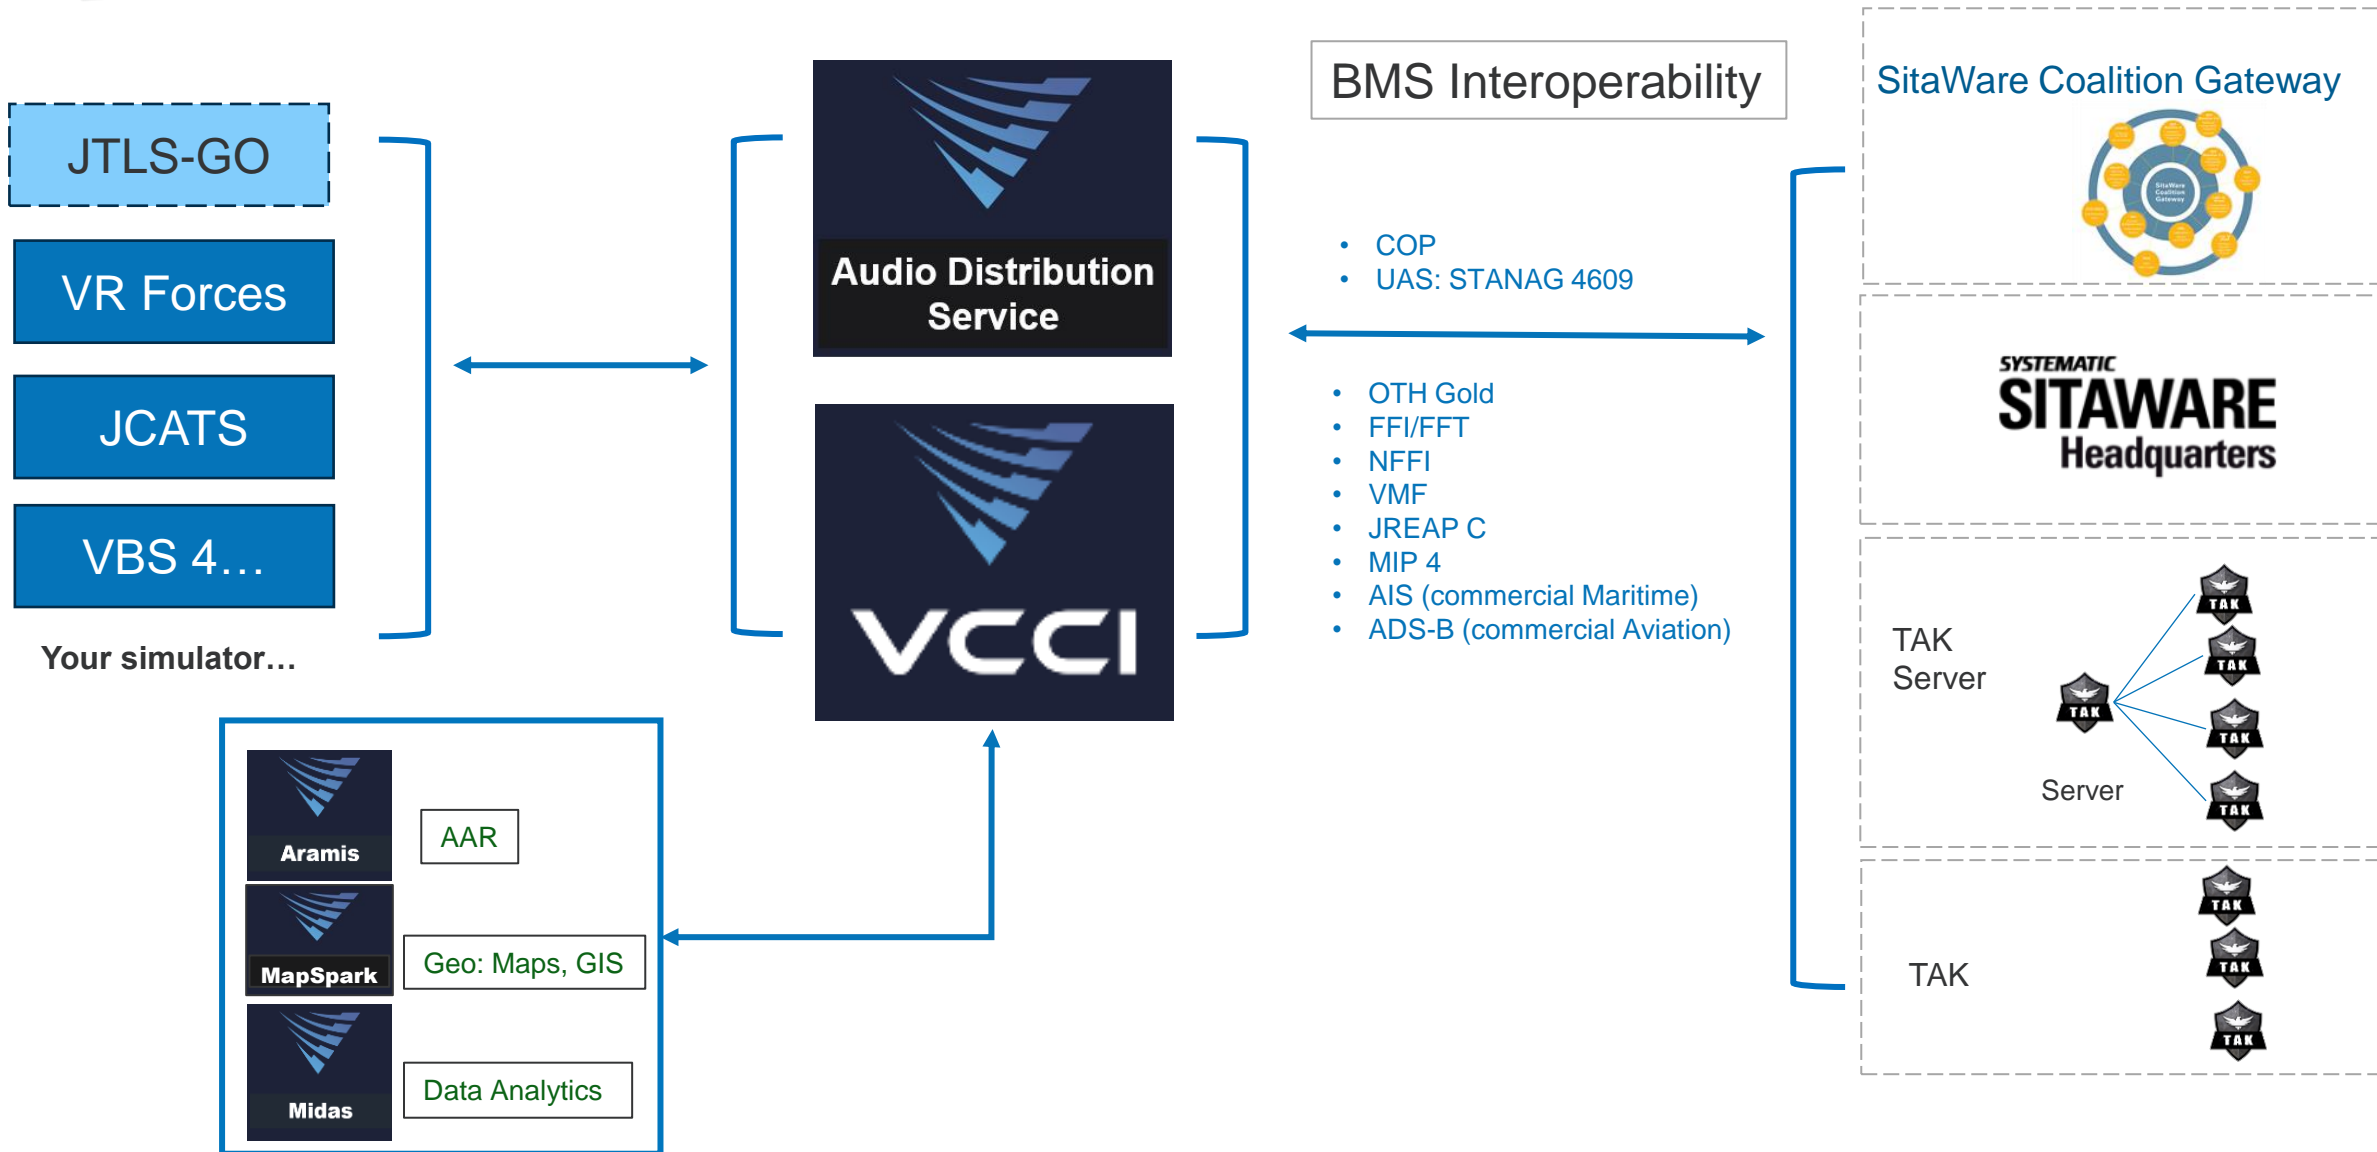 JTLS-GO
VR Forces
JCATS
VBS 4...
Your simulator...
Audio Distribution
Service
VCCI
Aramis
AAR
MapSpark
Geo: Maps, GIS
Midas
Data Analytics
BMS Interoperability
• COP
• UAS: STANAG 4609
• OTH Gold
• FFI/FFT
• NFFI
• VMF
• JREAP C
• MIP 4
• AIS (commercial Maritime)
• ADS-B (commercial Aviation)
SitaWare Coalition Gateway
SitaWare
Coalition
Gateway
SYSTEMATIC
SITAWARE
Headquarters
TAK
Server
TAK
TAK
TAK
TAK
TAK
Server
TAK
TAK
TAK
TAK